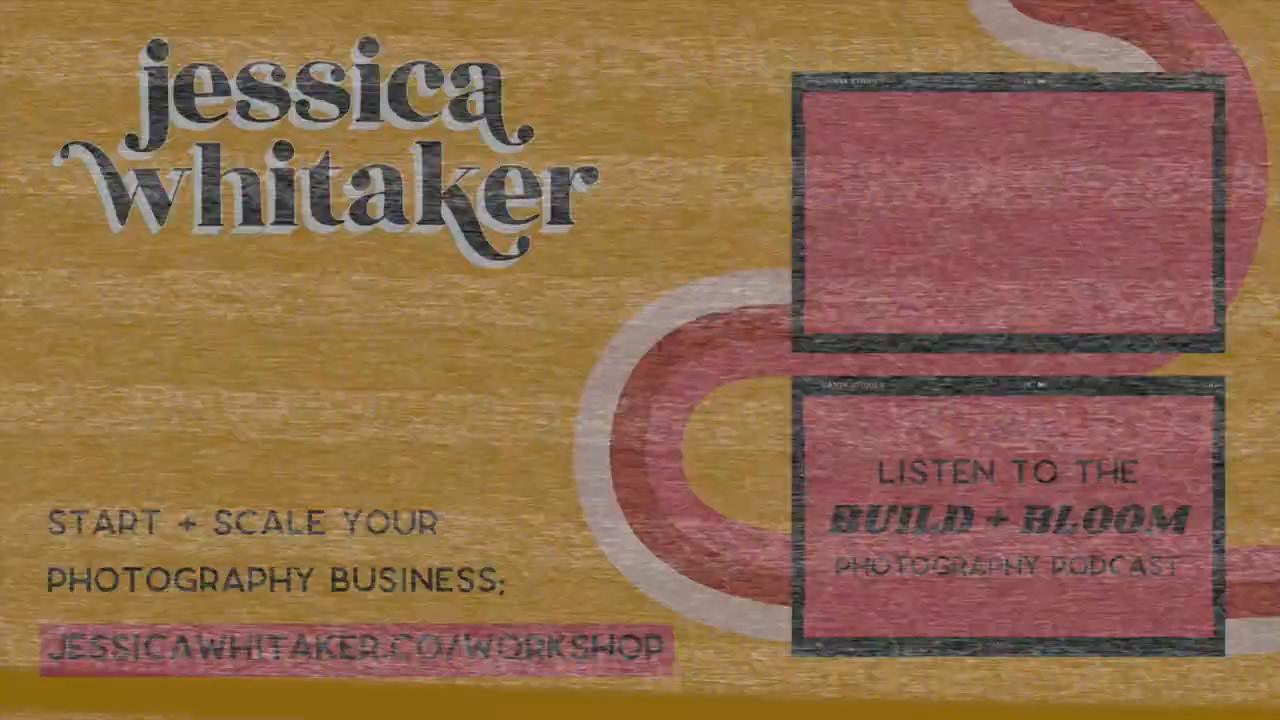 jessica
whitaker
START + SCALE YOUR
PHOTOGRAPHY BUSINESS:
JESSICAWHITAKER.CO/WORKSHOP
LISTEN TO THE
BUILD + BLOOM
PHOTOGRAPHY PODCAST